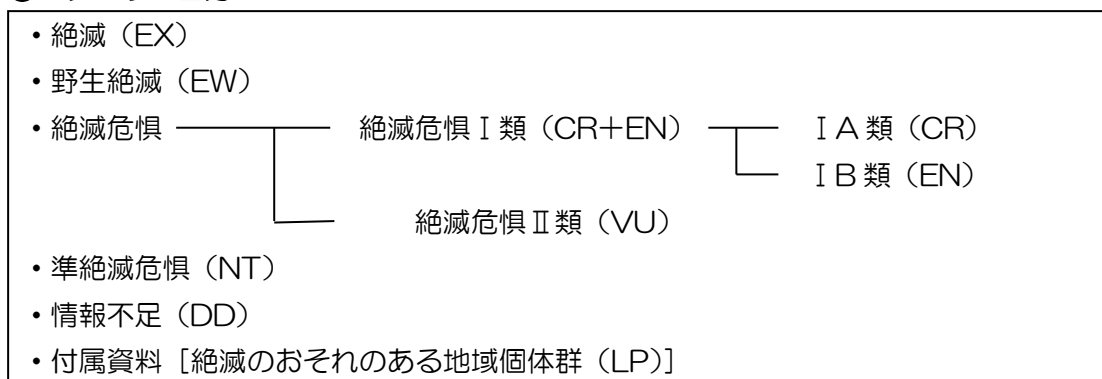 ・絶滅（EX）
・野生絶滅（EW）
・絶滅危惧 絶滅危惧Ⅰ類（CR＋EN） ⅠA類（CR）
ⅠB類（EN）
絶滅危惧Ⅱ類（VU）
・準絶滅危惧（NT）
・情報不足（DD）
・付属資料［絶滅のおそれのある地域個体群（LP）］